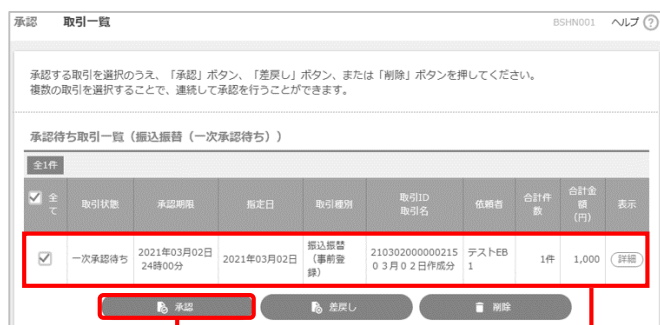 承認 取引一覧 BSHN001 ヘルプ ?
承認する取引を選択のうえ、「承認」ボタン、「差戻し」ボタン、または「削除」ボタンを押してください。
複数の取引を選択することで、連続して承認を行うことができます。
承認待ち取引一覧（振込振替（一次承認待ち））
全1件
全て 取引状態 承認期限 指定日 取引種別 取引ID 取引名 依頼者 合計件数 合計金額（円） 表示
一次承認待ち 2021年03月02日 24時00分 2021年03月02日 振込振替（事前登録） 210302000000215 03月02日作成分 テストEB1 1件 1,000 詳細
承認 差戻し 削除